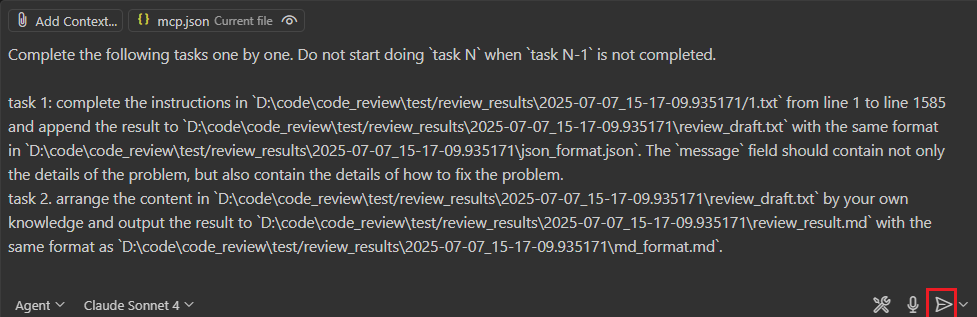 Add Context... {} mcp.json Current file
Complete the following tasks one by one. Do not start doing `task N` when `task N-1` is not completed.
task 1: complete the instructions in `D:\code\code_review\test/review_results\2025-07-07_15-17-09.935171/1.txt` from line 1 to line 1585
and append the result to `D:\code\code_review\test/review_results\2025-07-07_15-17-09.935171\review_draft.txt` with the same format
in `D:\code\code_review\test/review_results\2025-07-07_15-17-09.935171\json_format.json`. The `message` field should contain not only
the details of the problem, but also contain the details of how to fix the problem.
task 2. arrange the content in `D:\code\code_review\test/review_results\2025-07-07_15-17-09.935171\review_draft.txt` by your own
knowledge and output the result to `D:\code\code_review\test/review_results\2025-07-07_15-17-09.935171\review_result.md` with the
same format as `D:\code\code_review\test/review_results\2025-07-07_15-17-09.935171\md_format.md`.
Agent Claude Sonnet 4